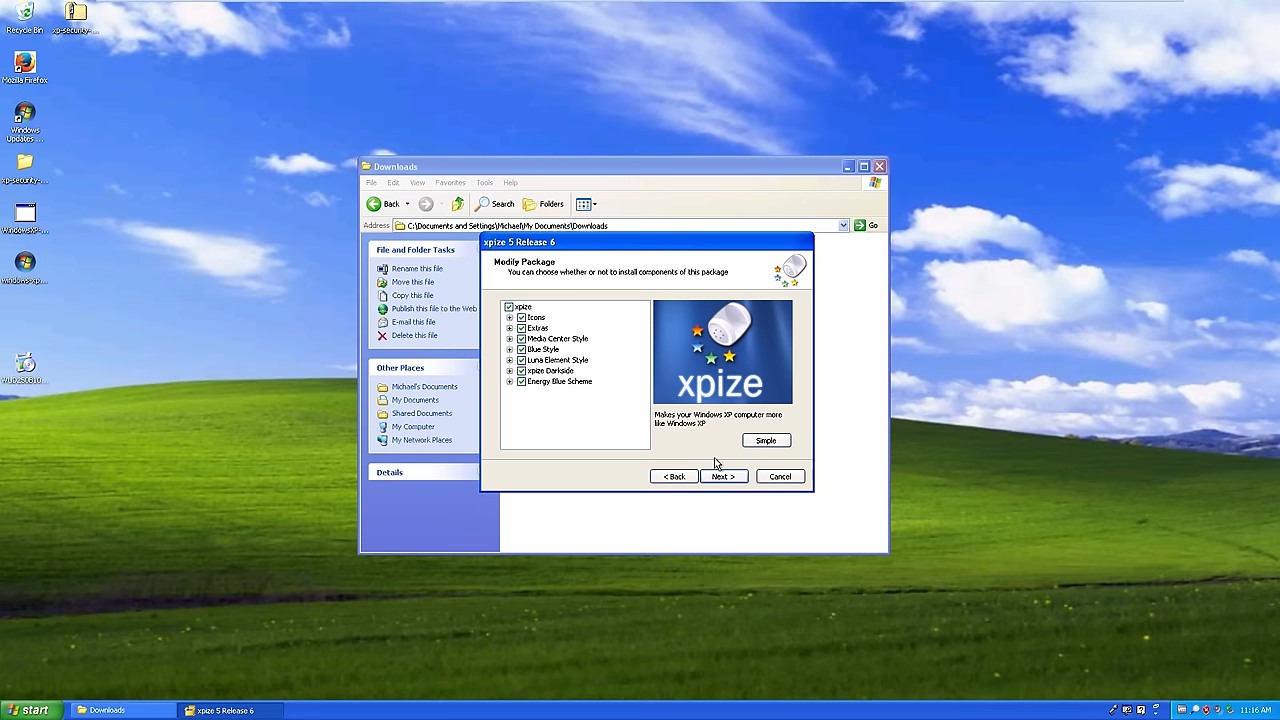 Recycle Bin
xp-security-...
Mozilla Firefox
Windows
Updates ...
xp-security-...
WindowsXP-...
windows-xp...
Downloads
File Edit View Favorites Tools Help
Back Search Folders
Address C:\Documents and Settings\Michael\My Documents\Downloads Go
File and Folder Tasks
Rename this file
Move this file
Copy this file
Publish this file to the Web
E-mail this file
Delete this file
Other Places
Michael's Documents
My Documents
Shared Documents
My Computer
My Network Places
Details
xpize 5 Release 6
Modify Package
You can choose whether or not to install components of this package
xpize
Icons
Extras
Media Center Style
Blue Style
Luna Element Style
xpize Darkside
Energy Blue Scheme
xpize
Makes your Windows XP computer more
like Windows XP
Simple
< Back Next > Cancel
start Downloads xpize 5 Release 6 11:16 AM